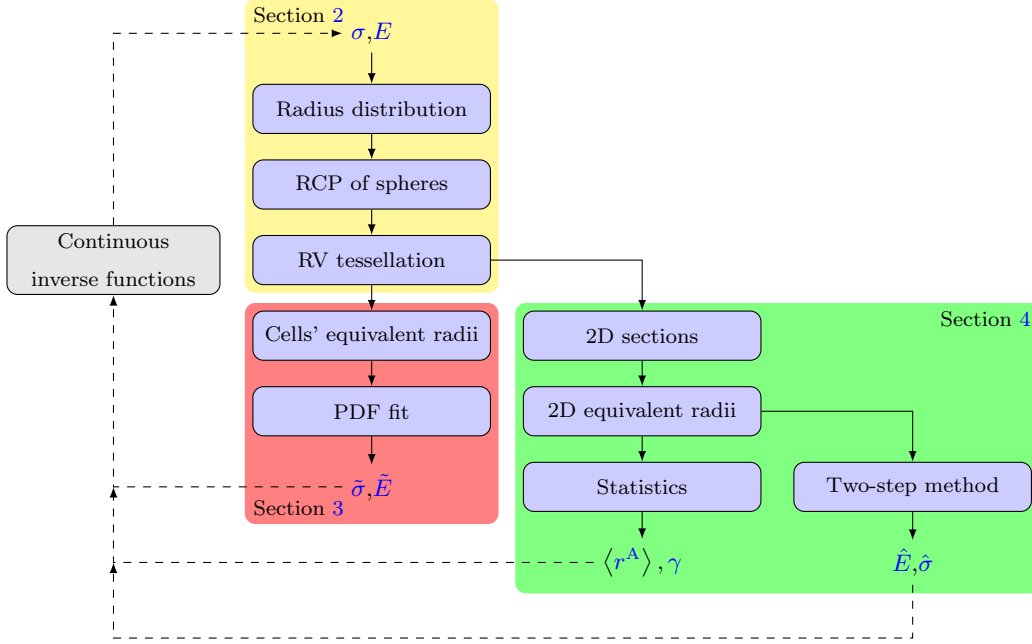 Section 2
σ,E
Radius distribution
RCP of spheres
Continuous
inverse functions
RV tessellation
Cells' equivalent radii
2D sections
Section 4
PDF fit
2D equivalent radii
σ̃,Ẽ
Section 3
Statistics
Two-step method
⟨r^A⟩,γ
Ê,σ̂